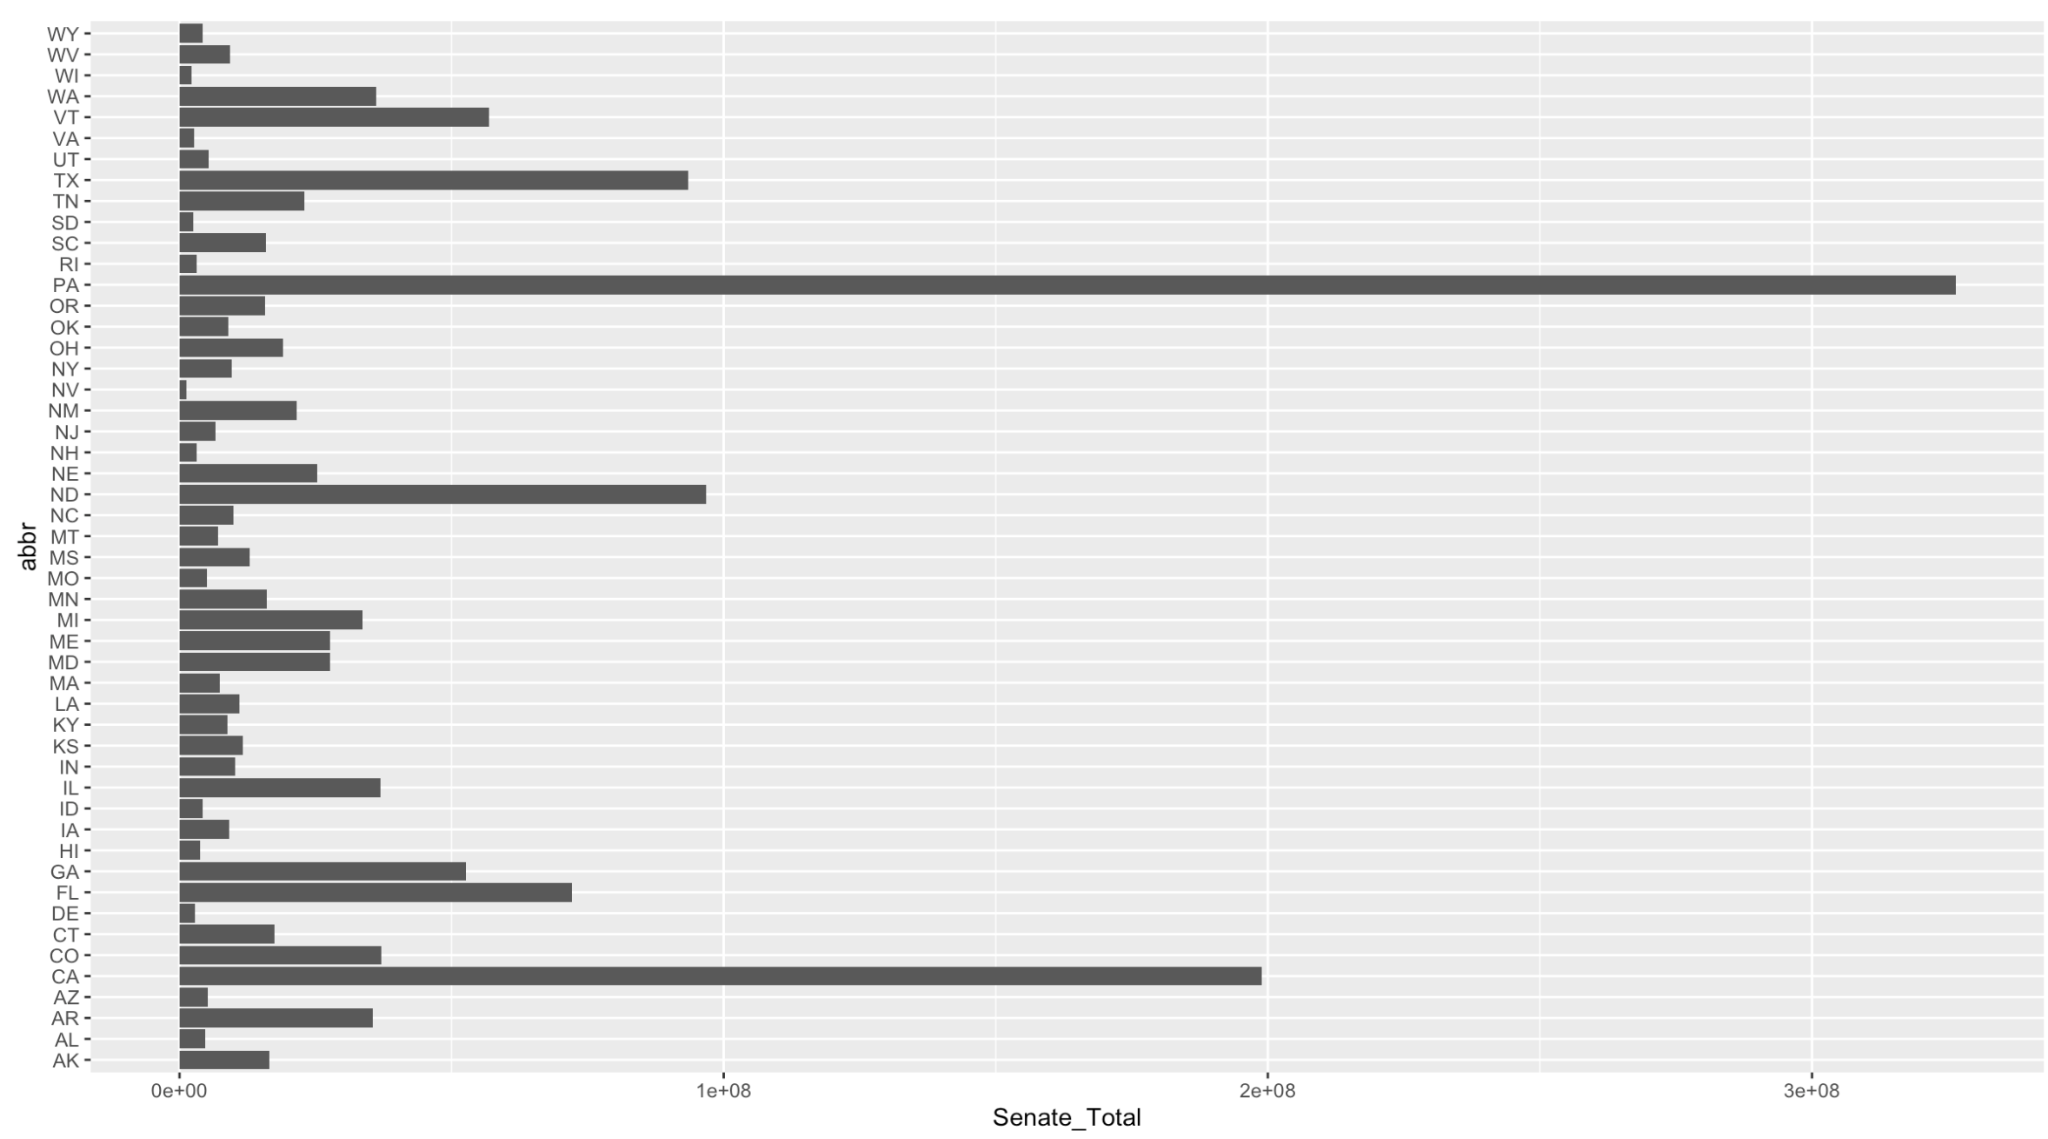 WY
WV
WI
WA
VT
VA
UT
TX
TN
SD
SC
RI
PA
OR
OK
OH
NY
NV
NM
NJ
NH
NE
ND
NC
MT
MS
MO
MN
MI
ME
MD
MA
LA
KY
KS
IN
IL
ID
IA
HI
GA
FL
DE
CT
CO
CA
AZ
AR
AL
AK
abbr
0e+00 1e+08 2e+08 3e+08
Senate_Total